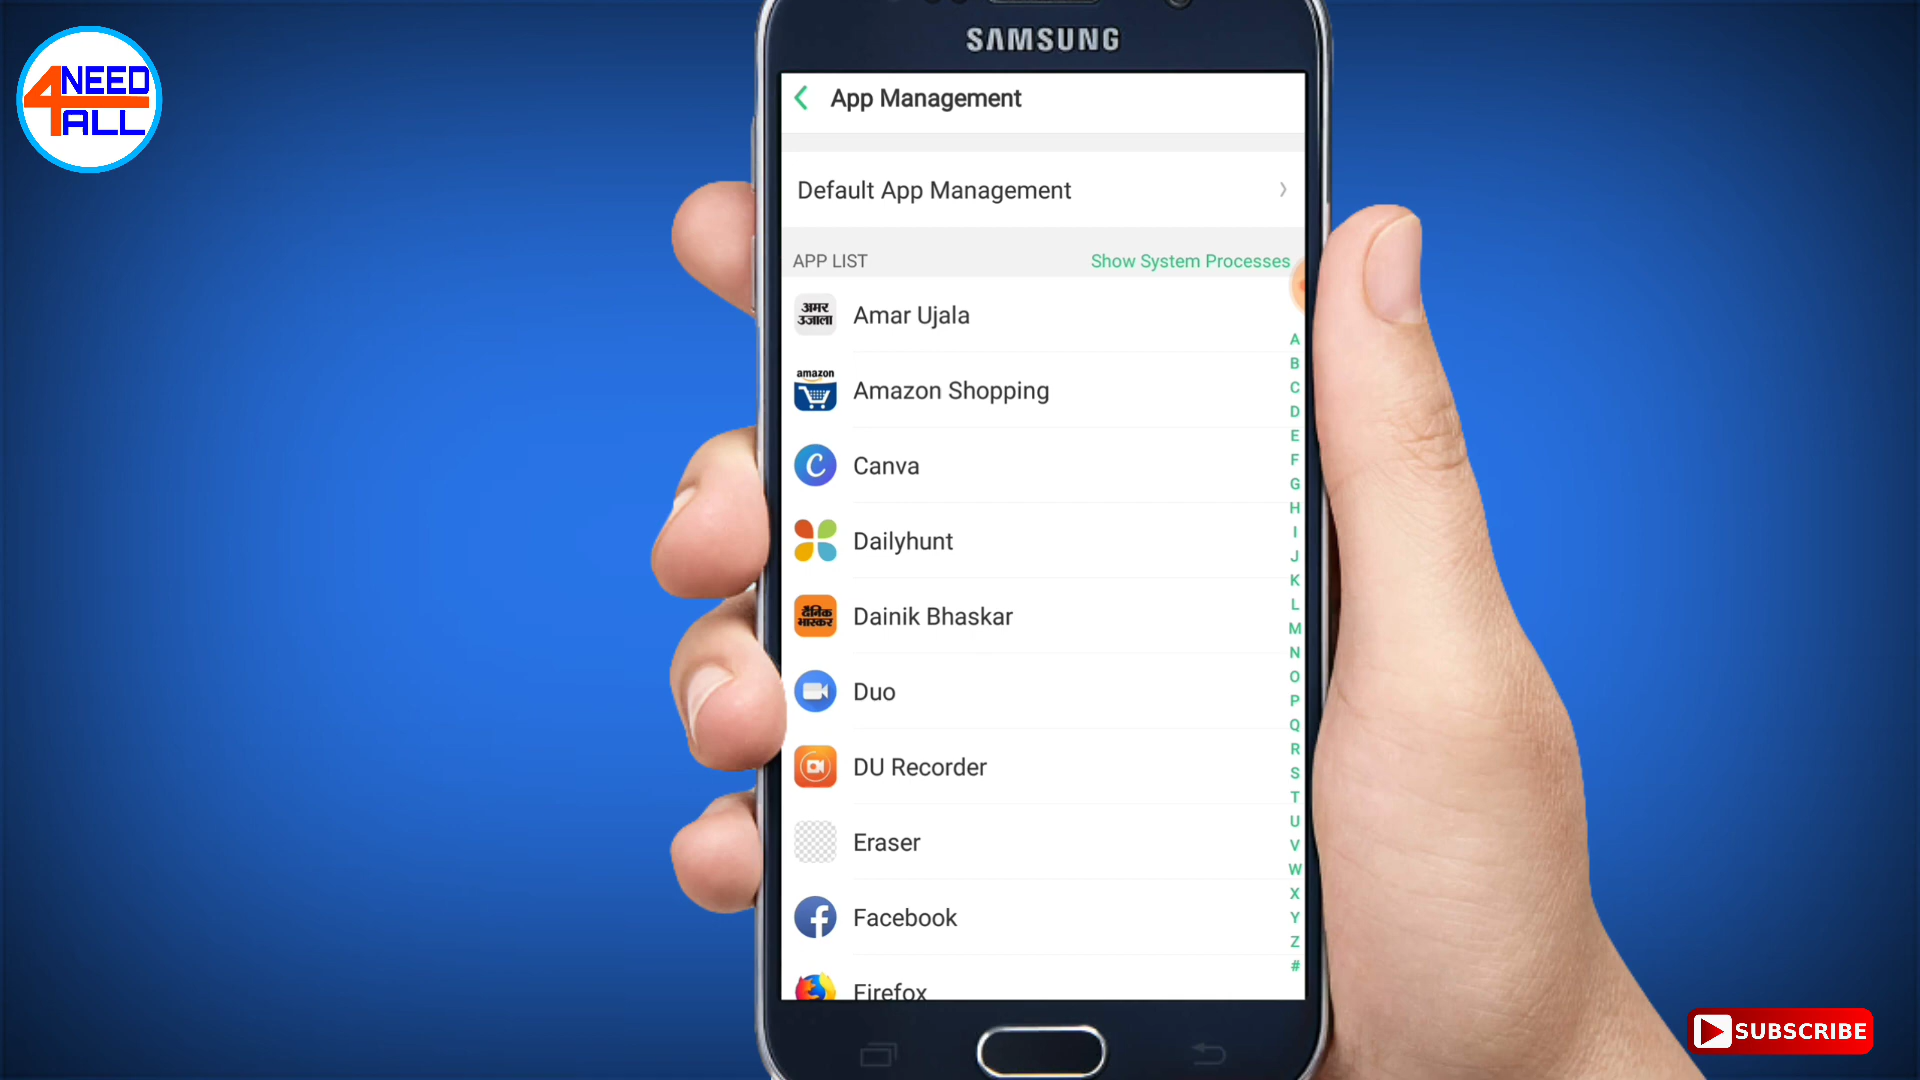 4NEED
ALL
SAMSUNG
App Management
Default App Management
APP LIST
Show System Processes
अमर
उजाला
Amar Ujala
amazon
Amazon Shopping
C
Canva
Dailyhunt
दैनिक
भास्कर
Dainik Bhaskar
Duo
DU Recorder
Eraser
f
Facebook
Firefox
A
B
C
D
E
F
G
H
I
J
K
L
M
N
O
P
Q
R
S
T
U
V
W
X
Y
Z
#
SUBSCRIBE